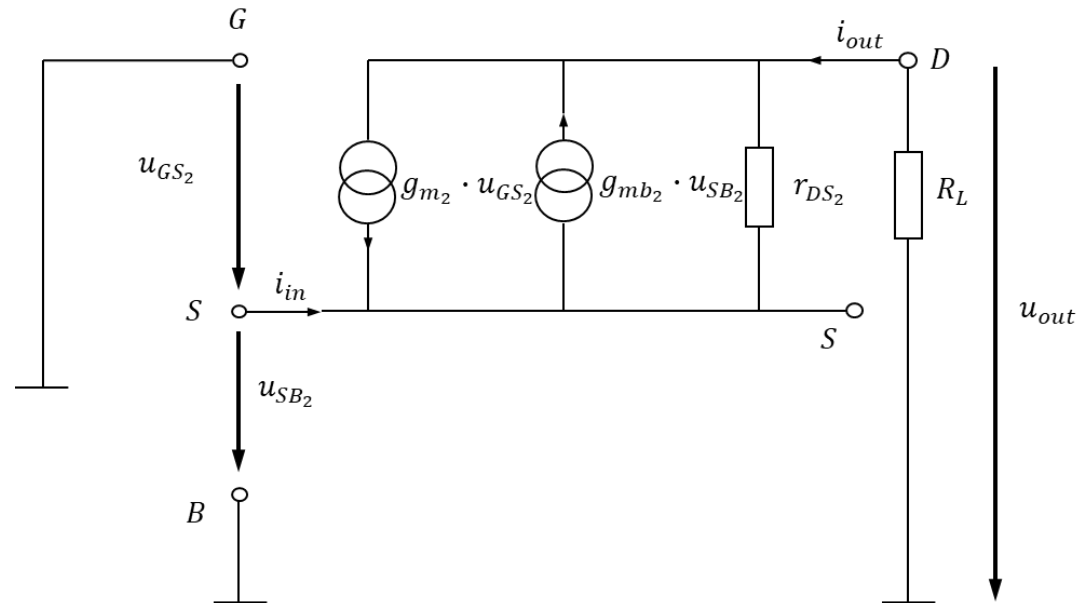 G
i_out
D
u_GS₂
g_m₂ · u_GS₂
g_mb₂ · u_SB₂
r_DS₂
R_L
i_in
S
S
u_out
u_SB₂
B